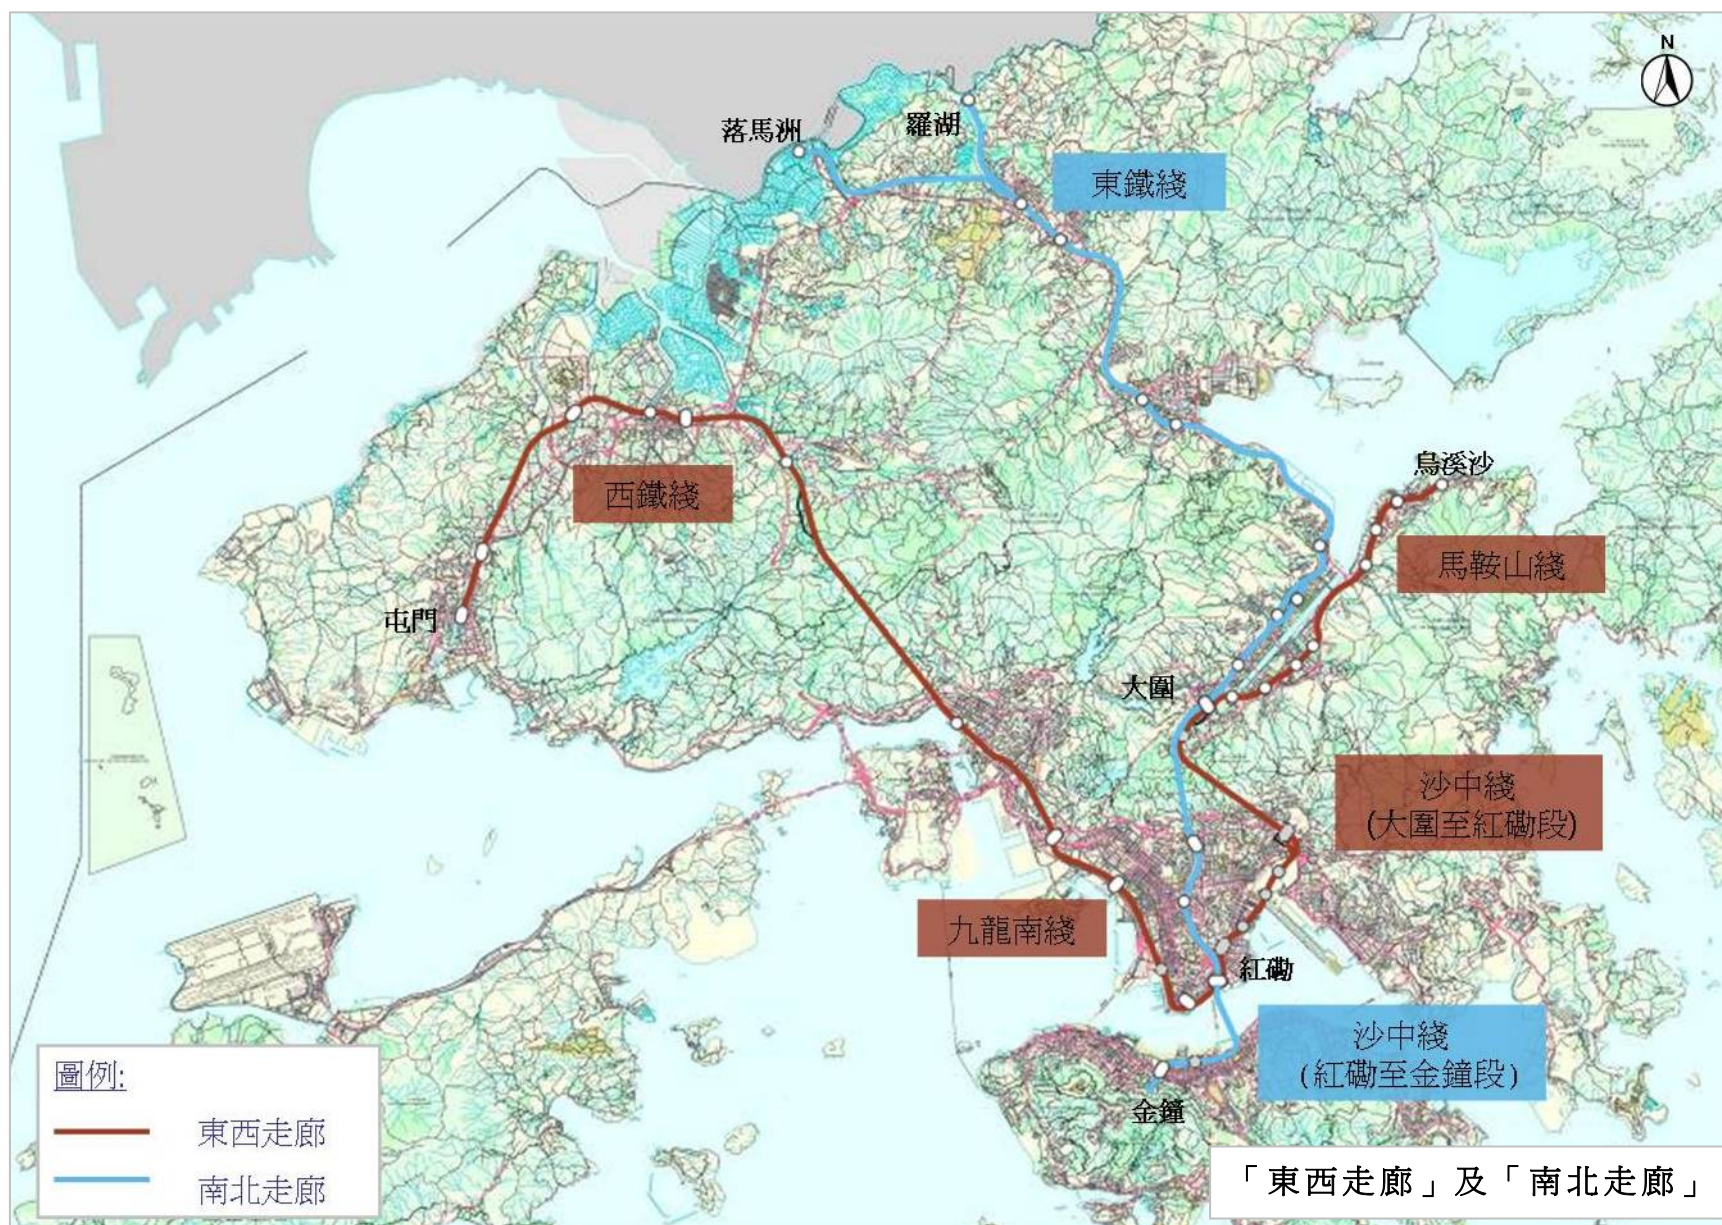 N
落馬洲
羅湖
東鐵綫
烏溪沙
西鐵綫
馬鞍山綫
屯門
大圍
沙中綫
(大圍至紅磡段)
九龍南綫
紅磡
沙中綫
(紅磡至金鐘段)
金鐘
圖例:
東西走廊
南北走廊
「東西走廊」及「南北走廊」